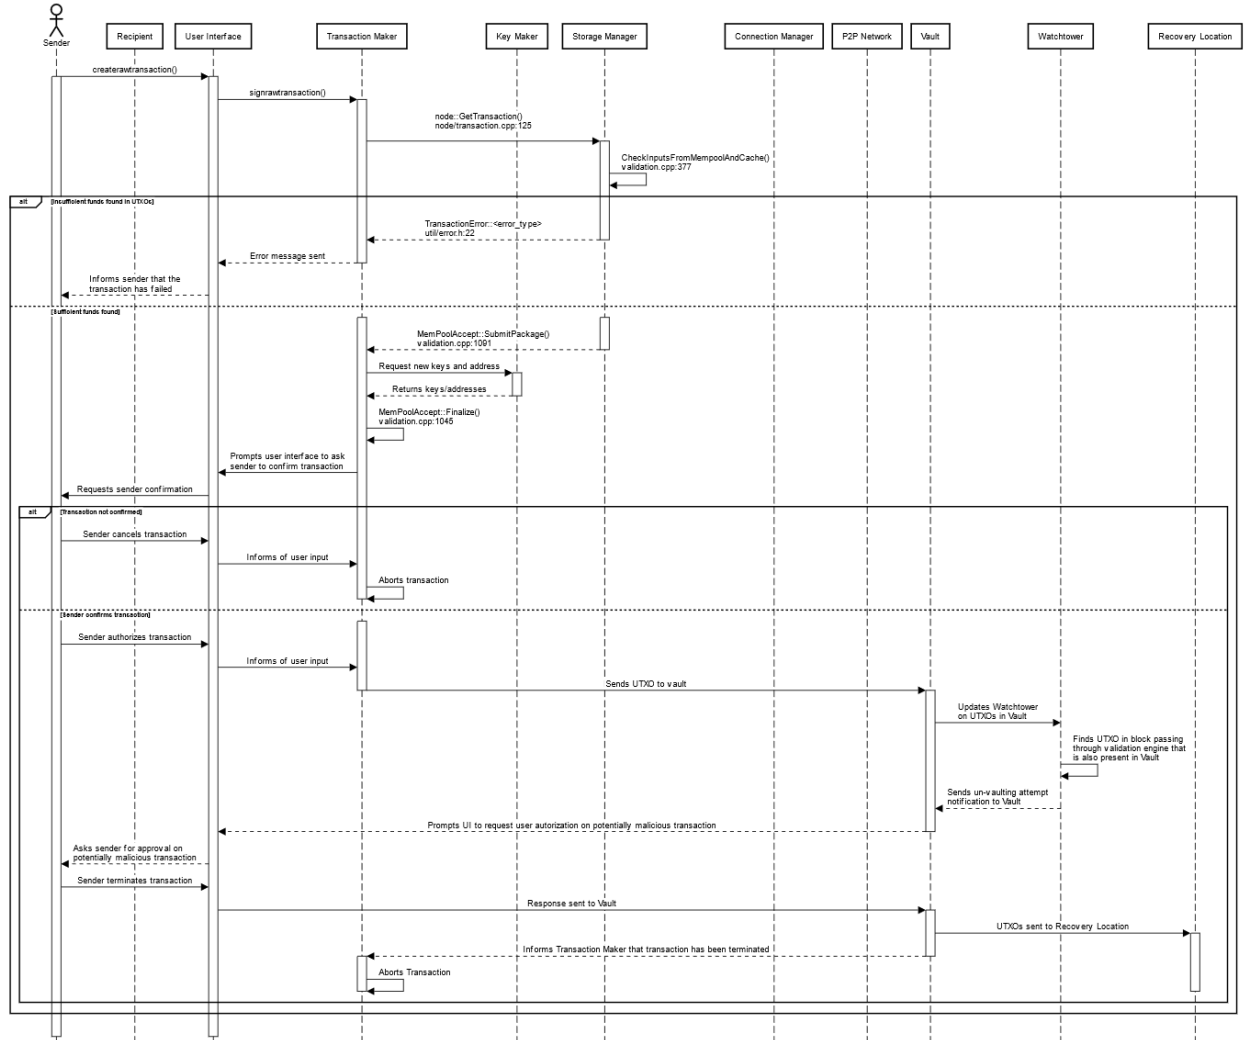 Sender
Recipient
User Interface
Transaction Maker
Key Maker
Storage Manager
Connection Manager
P2P Network
Vault
Watchtower
Recovery Location
createrawtransaction()
signrawtransaction()
node::GetTransaction()
node/transaction.cpp:125
CheckInputsFromMempoolAndCache()
validation.cpp:377
alt
[Insufficient funds found in UTXOs]
TransactionError::<error_type>
util/error.h:22
Error message sent
Informs sender that the
transaction has failed
[Sufficient funds found]
MemPoolAccept::SubmitPackage()
validation.cpp:1091
Request new keys and address
Returns keys/addresses
MemPoolAccept::Finalize()
validation.cpp:1045
Prompts user interface to ask
sender to confirm transaction
Requests sender confirmation
alt
[Transaction not confirmed]
Sender cancels transaction
Informs of user input
Aborts transaction
[Sender confirms transaction]
Sender authorizes transaction
Informs of user input
Sends UTXO to vault
Updates Watchtower
on UTXOs in Vault
Finds UTXO in block passing
through validation engine that
is also present in Vault
Sends un-vaulting attempt
notification to Vault
Prompts UI to request user autorization on potentially malicious transaction
Asks sender for approval on
potentially malicious transaction
Sender terminates transaction
Response sent to Vault
UTXOs sent to Recovery Location
Informs Transaction Maker that transaction has been terminated
Aborts Transaction